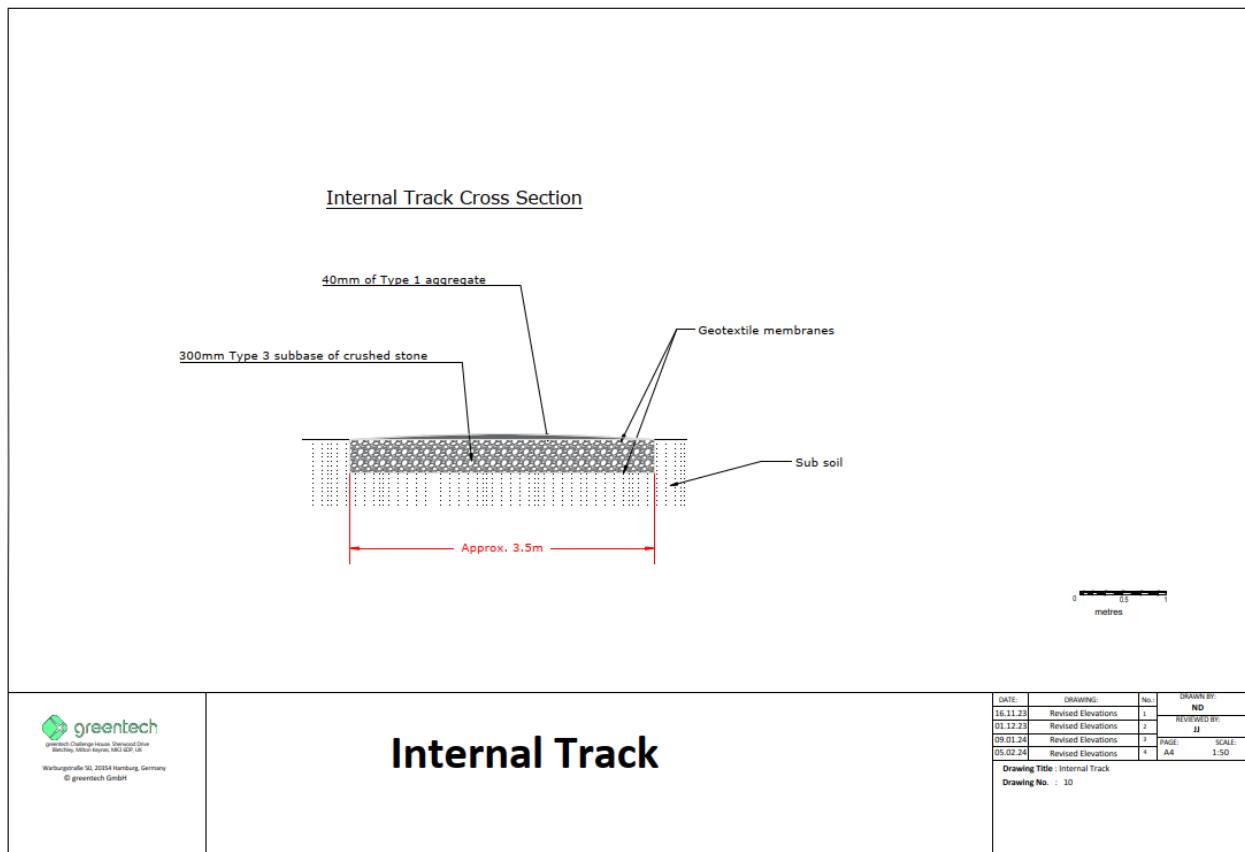 Internal Track Cross Section
40mm of Type 1 aggregate
Geotextile membranes
300mm Type 3 subbase of crushed stone
Sub soil
Approx. 3.5m
0 0.5 1
metres
greentech
greentech Challenge House, Sherwood Drive
Bletchley, Milton Keynes, MK3 6DP, UK
Warburgstraße 50, 20354 Hamburg, Germany
© greentech GmbH
Internal Track
DATE: DRAWING: No.: DRAWN BY:
16.11.23 Revised Elevations 1 ND
01.12.23 Revised Elevations 2 REVIEWED BY:
JJ
09.01.24 Revised Elevations 3 PAGE: SCALE:
05.02.24 Revised Elevations 4 A4 1:50
Drawing Title : Internal Track
Drawing No. : 10